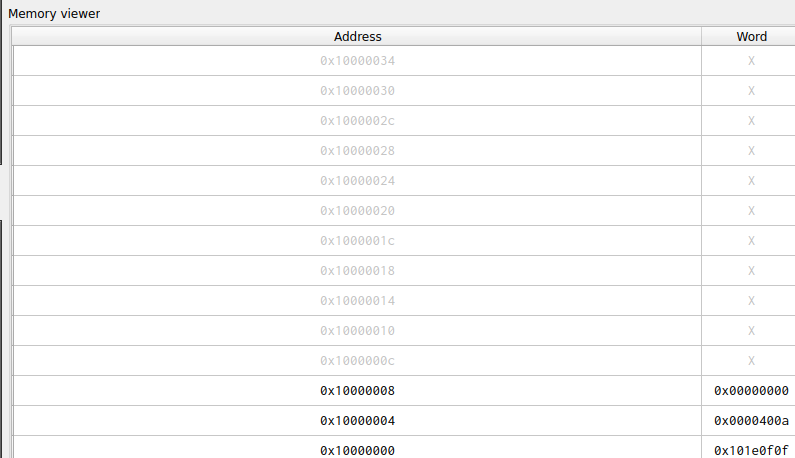 Memory viewer
Address Word
0x10000034 X
0x10000030 X
0x1000002c X
0x10000028 X
0x10000024 X
0x10000020 X
0x1000001c X
0x10000018 X
0x10000014 X
0x10000010 X
0x1000000c X
0x10000008 0x00000000
0x10000004 0x0000400a
0x10000000 0x101e0f0f